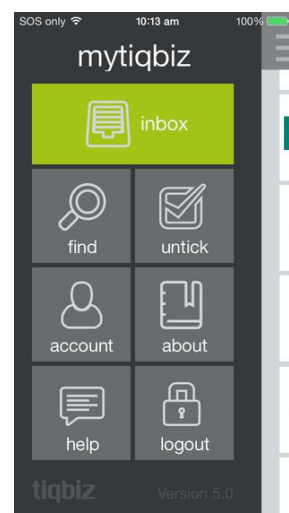 SOS only 10:13 am 100%
mytiqbiz
inbox
find untick
account about
help logout
tiqbiz Version 5.0